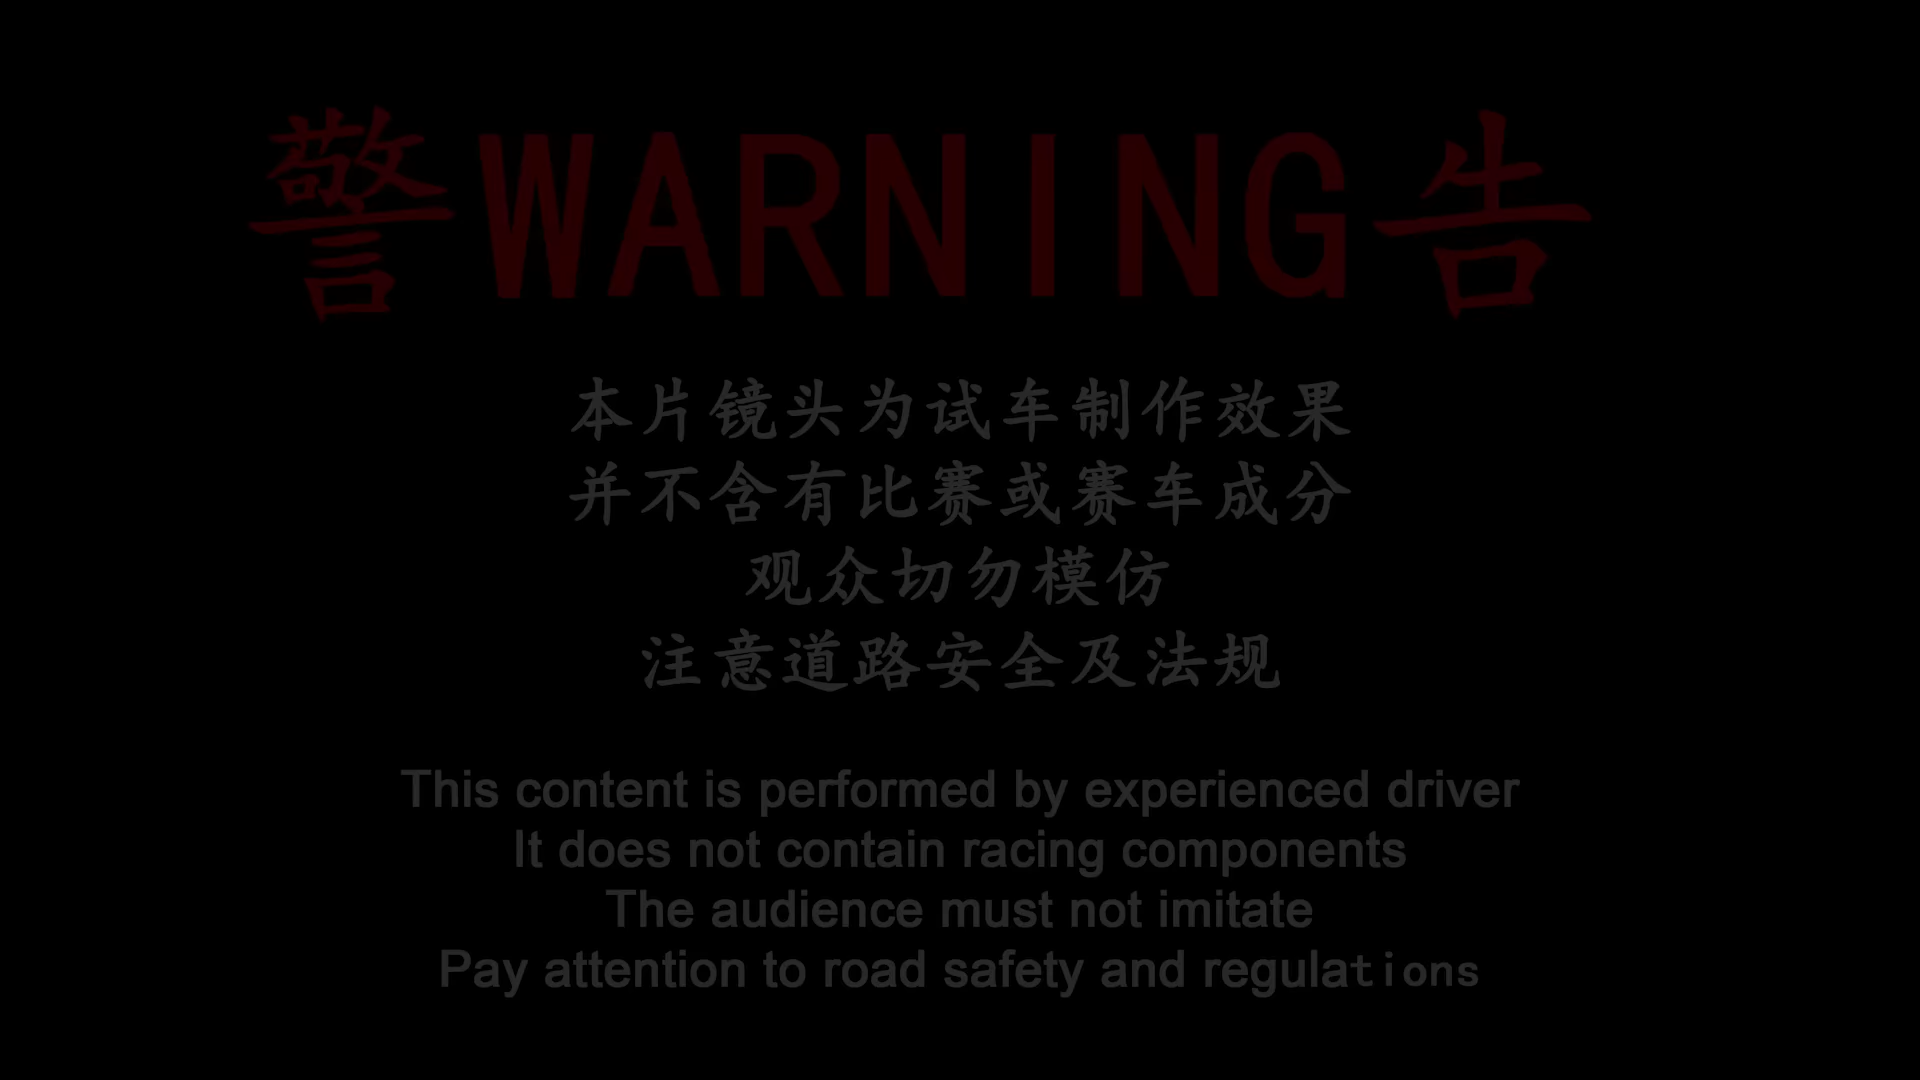 警WARNING告
本片镜头为试车制作效果
并不含有比赛或赛车成分
观众切勿模仿
注意道路安全及法规
This content is performed by experienced driver
It does not contain racing components
The audience must not imitate
Pay attention to road safety and regulations